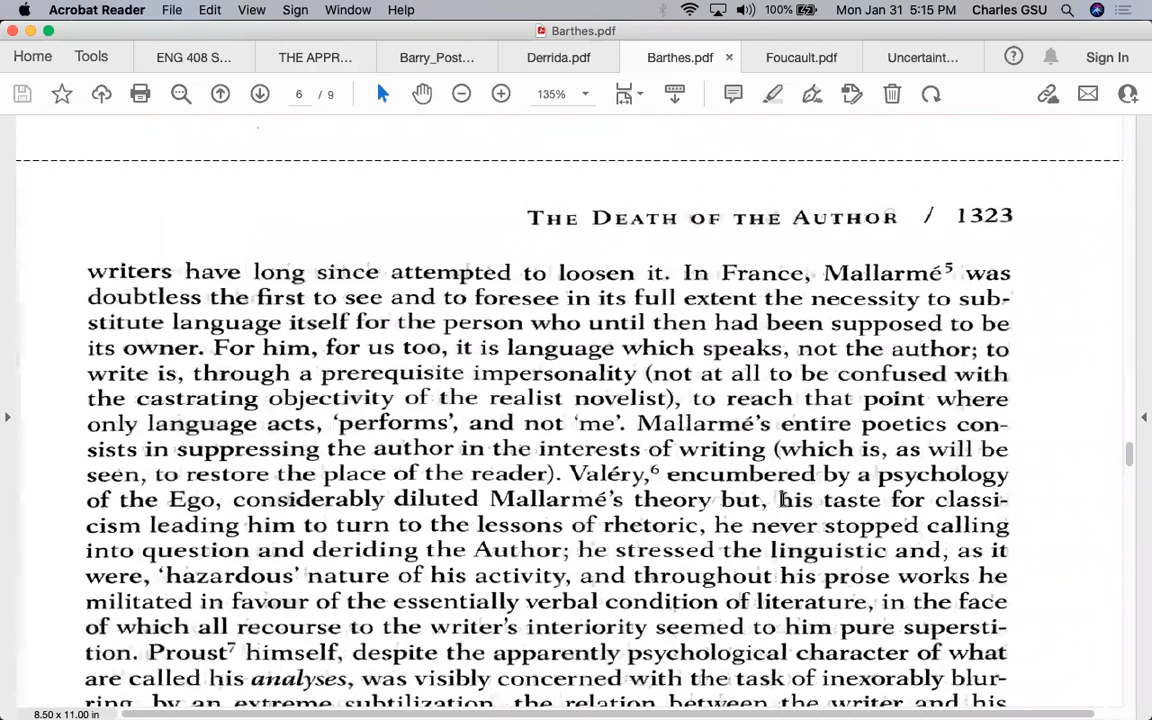 Acrobat Reader File Edit View Sign Window Help 100% Mon Jan 31 5:15 PM Charles GSU
Barthes.pdf
Home Tools ENG 408 S... THE APPR... Barry_Post... Derrida.pdf Barthes.pdf × Foucault.pdf Uncertaint... Sign In
6 / 9 135%
THE DEATH OF THE AUTHOR / 1323
writers have long since attempted to loosen it. In France, Mallarmé⁵ was
doubtless the first to see and to foresee in its full extent the necessity to sub-
stitute language itself for the person who until then had been supposed to be
its owner. For him, for us too, it is language which speaks, not the author; to
write is, through a prerequisite impersonality (not at all to be confused with
the castrating objectivity of the realist novelist), to reach that point where
only language acts, 'performs', and not 'me'. Mallarmé's entire poetics con-
sists in suppressing the author in the interests of writing (which is, as will be
seen, to restore the place of the reader). Valéry,⁶ encumbered by a psychology
of the Ego, considerably diluted Mallarmé's theory but, his taste for classi-
cism leading him to turn to the lessons of rhetoric, he never stopped calling
into question and deriding the Author; he stressed the linguistic and, as it
were, 'hazardous' nature of his activity, and throughout his prose works he
militated in favour of the essentially verbal condition of literature, in the face
of which all recourse to the writer's interiority seemed to him pure supersti-
tion. Proust⁷ himself, despite the apparently psychological character of what
are called his analyses, was visibly concerned with the task of inexorably blur-
ring, by an extreme subtilization, the relation between the writer and his
8.50 x 11.00 in